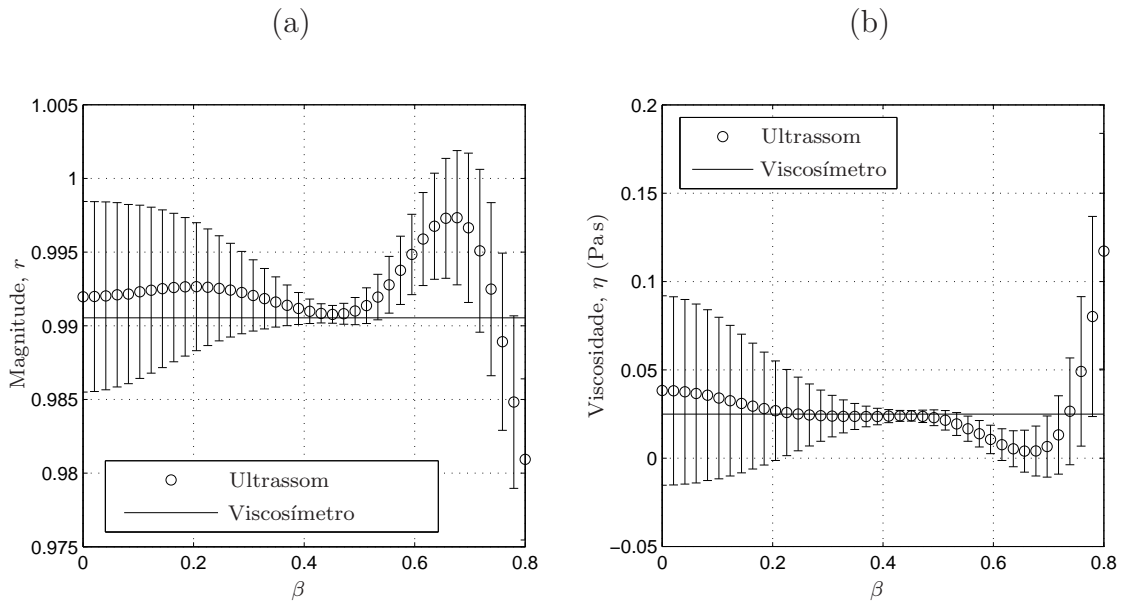 (a)
1.005
1
0.995
0.99
0.985
0.98
0.975
Magnitude, r
Ultrassom
Viscosímetro
0
0.2
0.4
0.6
0.8
β
(b)
0.2
0.15
0.1
0.05
0
−0.05
Viscosidade, η (Pa s)
Ultrassom
Viscosímetro
0
0.2
0.4
0.6
0.8
β